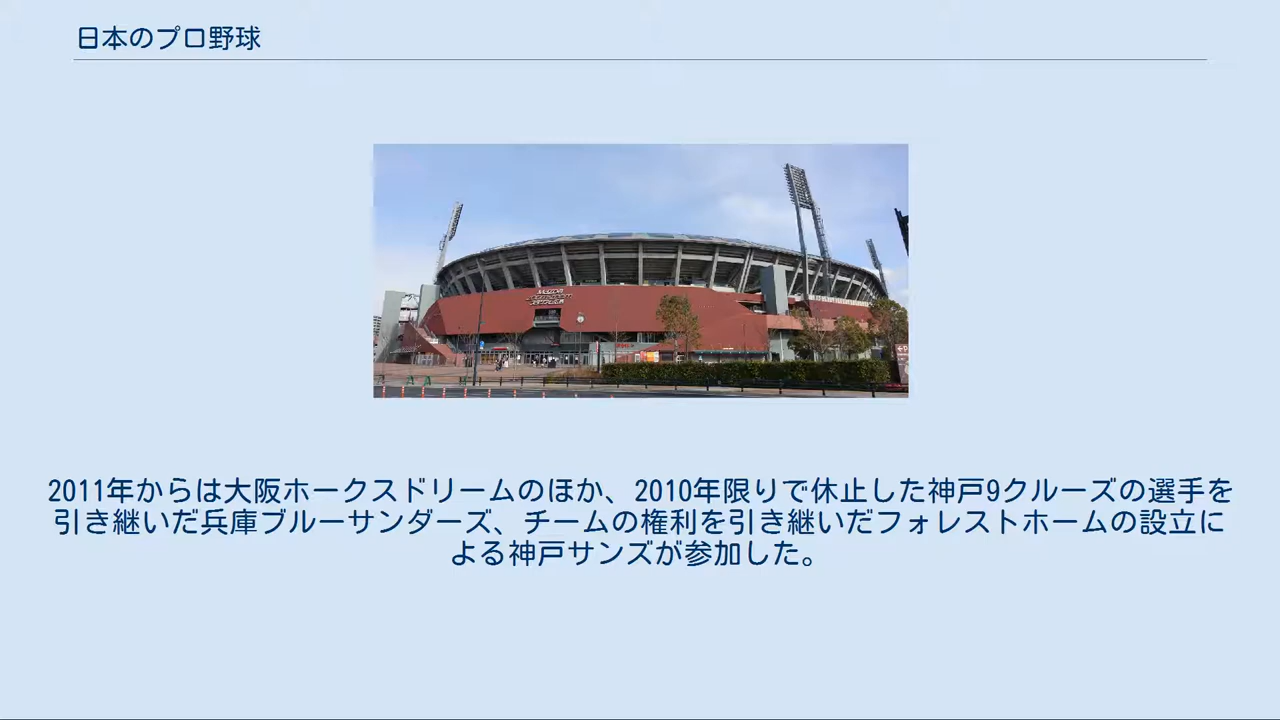 日本のプロ野球
2011年からは大阪ホークスドリームのほか、2010年限りで休止した神戸9クルーズの選手を
引き継いだ兵庫ブルーサンダーズ、チームの権利を引き継いだフォレストホームの設立に
よる神戸サンズが参加した。